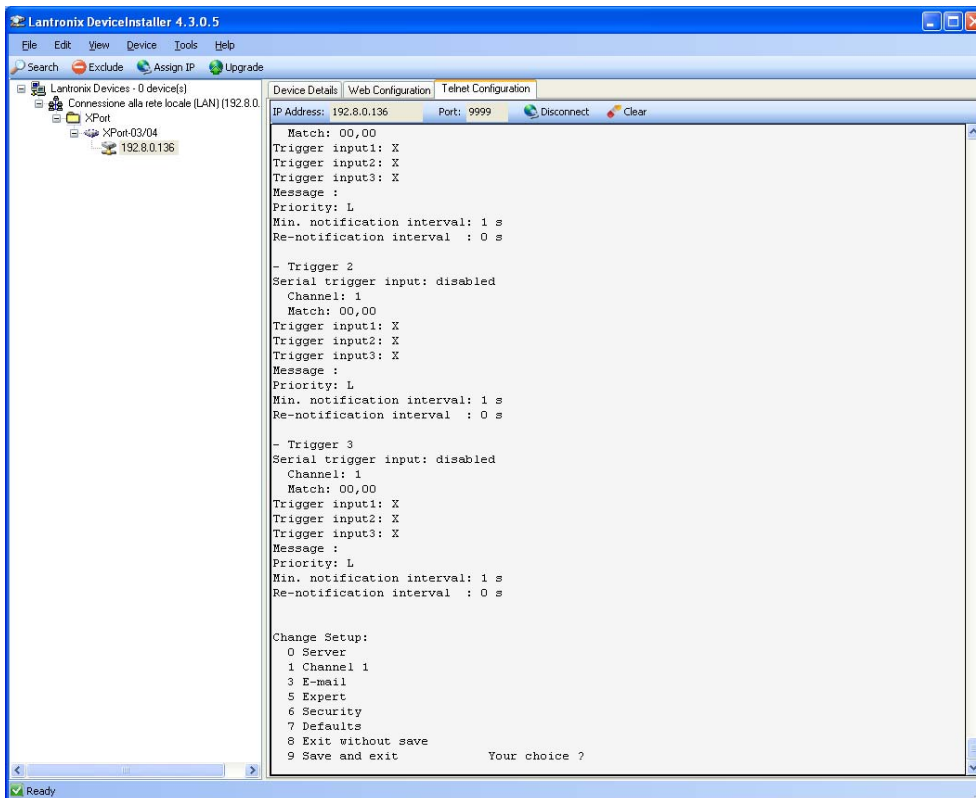 Lantronix DeviceInstaller 4.3.0.5
File Edit View Device Tools Help
Search Exclude Assign IP Upgrade
Lantronix Devices - 0 device(s)
Connessione alla rete locale (LAN) (192.8.0.
XPort
XPort-03/04
192.8.0.136
Device Details Web Configuration Telnet Configuration
IP Address: 192.8.0.136 Port: 9999 Disconnect Clear
Match: 00,00
Trigger input1: X
Trigger input2: X
Trigger input3: X
Message :
Priority: L
Min. notification interval: 1 s
Re-notification interval : 0 s
- Trigger 2
Serial trigger input: disabled
Channel: 1
Match: 00,00
Trigger input1: X
Trigger input2: X
Trigger input3: X
Message :
Priority: L
Min. notification interval: 1 s
Re-notification interval : 0 s
- Trigger 3
Serial trigger input: disabled
Channel: 1
Match: 00,00
Trigger input1: X
Trigger input2: X
Trigger input3: X
Message :
Priority: L
Min. notification interval: 1 s
Re-notification interval : 0 s
Change Setup:
0 Server
1 Channel 1
3 E-mail
5 Expert
6 Security
7 Defaults
8 Exit without save
9 Save and exit Your choice ?
Ready